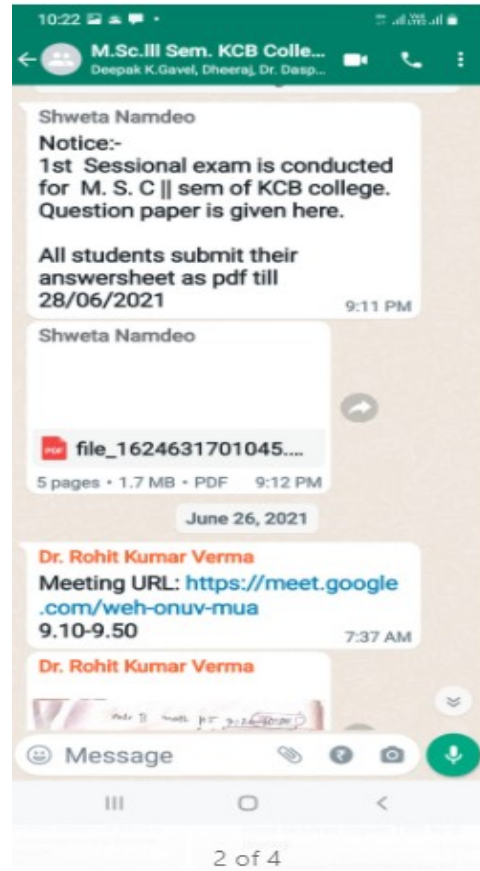 10:22
M.Sc.III Sem. KCB Colle...
Deepak K.Gavel, Dheeraj, Dr. Dasp...
Shweta Namdeo
Notice:-
1st Sessional exam is conducted
for M. S. C || sem of KCB college.
Question paper is given here.
All students submit their
answersheet as pdf till
28/06/2021
9:11 PM
Shweta Namdeo
PDF file_1624631701045....
5 pages • 1.7 MB • PDF 9:12 PM
June 26, 2021
Dr. Rohit Kumar Verma
Meeting URL: https://meet.google
.com/weh-onuv-mua
9.10-9.50
7:37 AM
Dr. Rohit Kumar Verma
Message
2 of 4